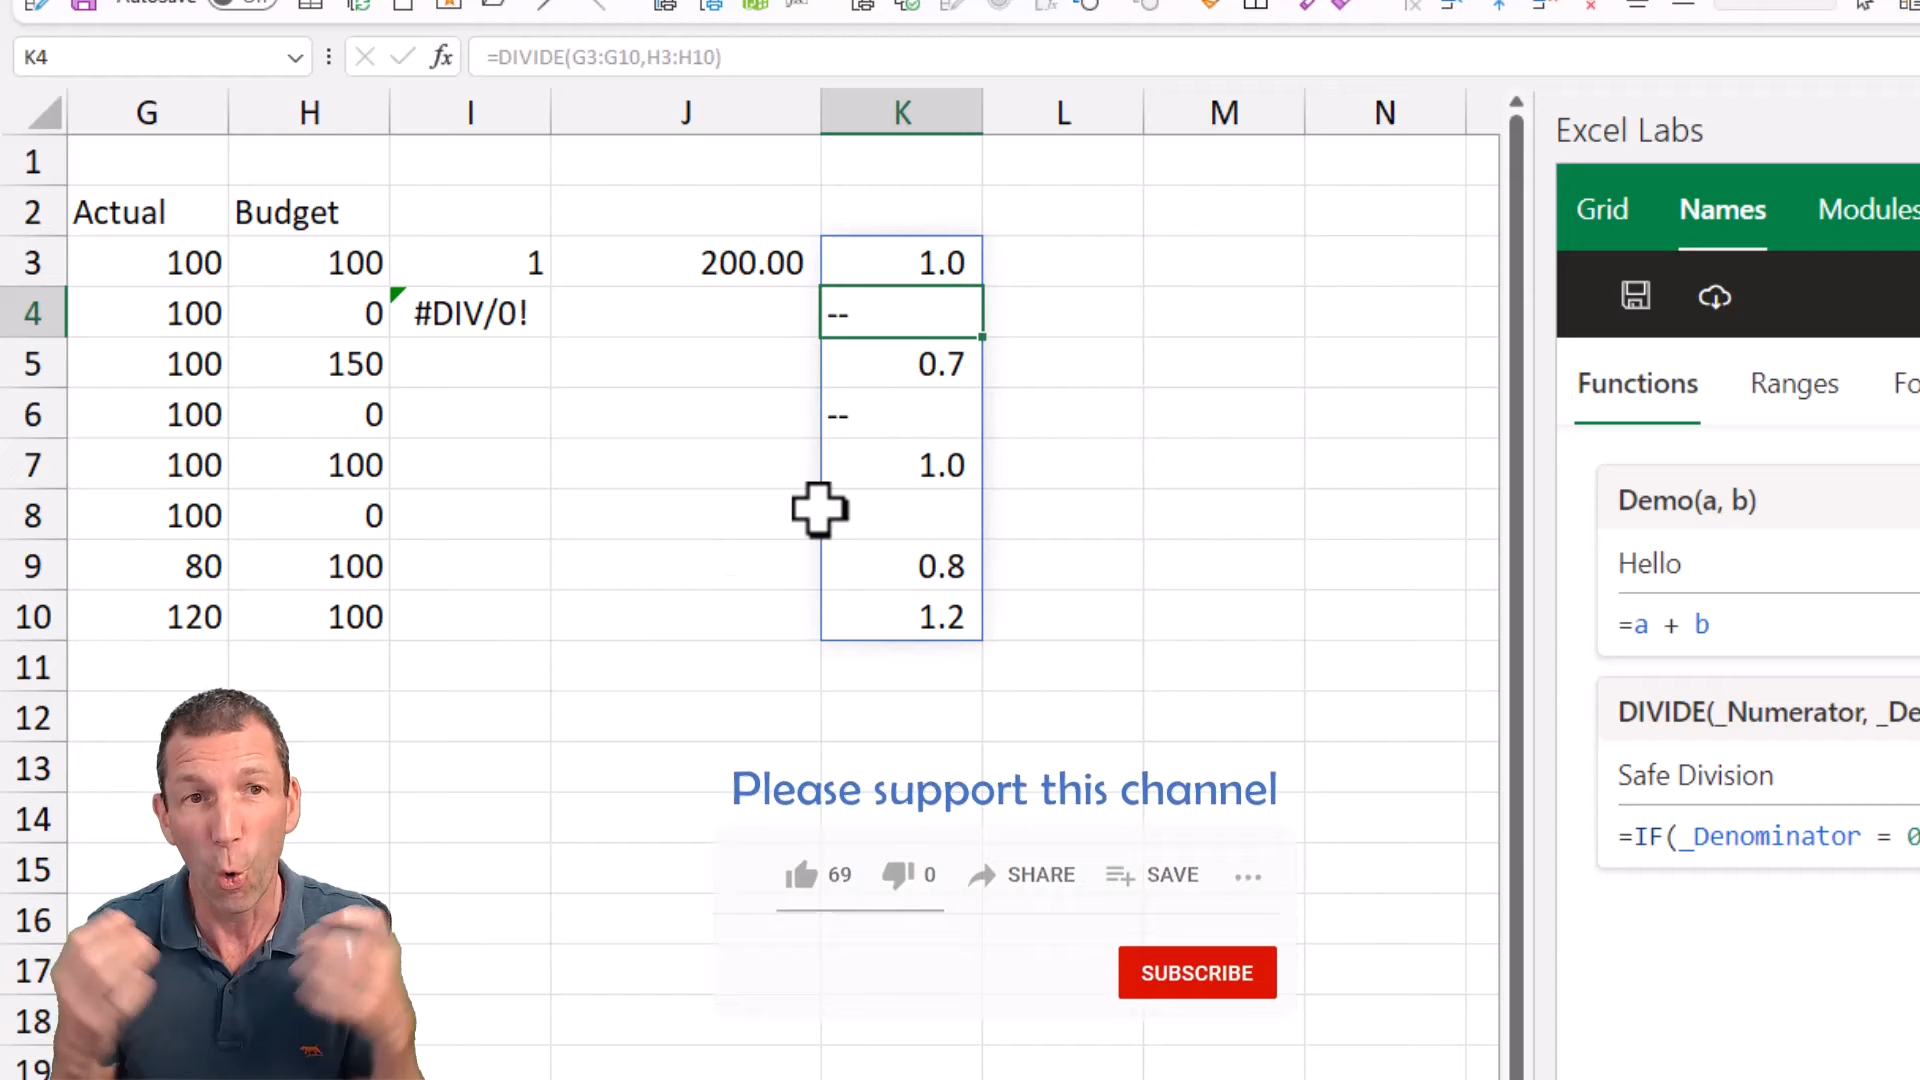 K4
fx
=DIVIDE(G3:G10,H3:H10)
G H I J K L M N
1
2 Actual Budget
3 100 100 1 200.00 1.0
4 100 0 #DIV/0! --
5 100 150 0.7
6 100 0 --
7 100 100 1.0
8 100 0
9 80 100 0.8
10 120 100 1.2
11
12
13
14
15
16
17
18
19
Excel Labs
Grid Names Modules
Functions Ranges Fo
Demo(a, b)
Hello
=a + b
DIVIDE(_Numerator, _De
Safe Division
=IF(_Denominator = 0
Please support this channel
69 0 SHARE SAVE ...
SUBSCRIBE